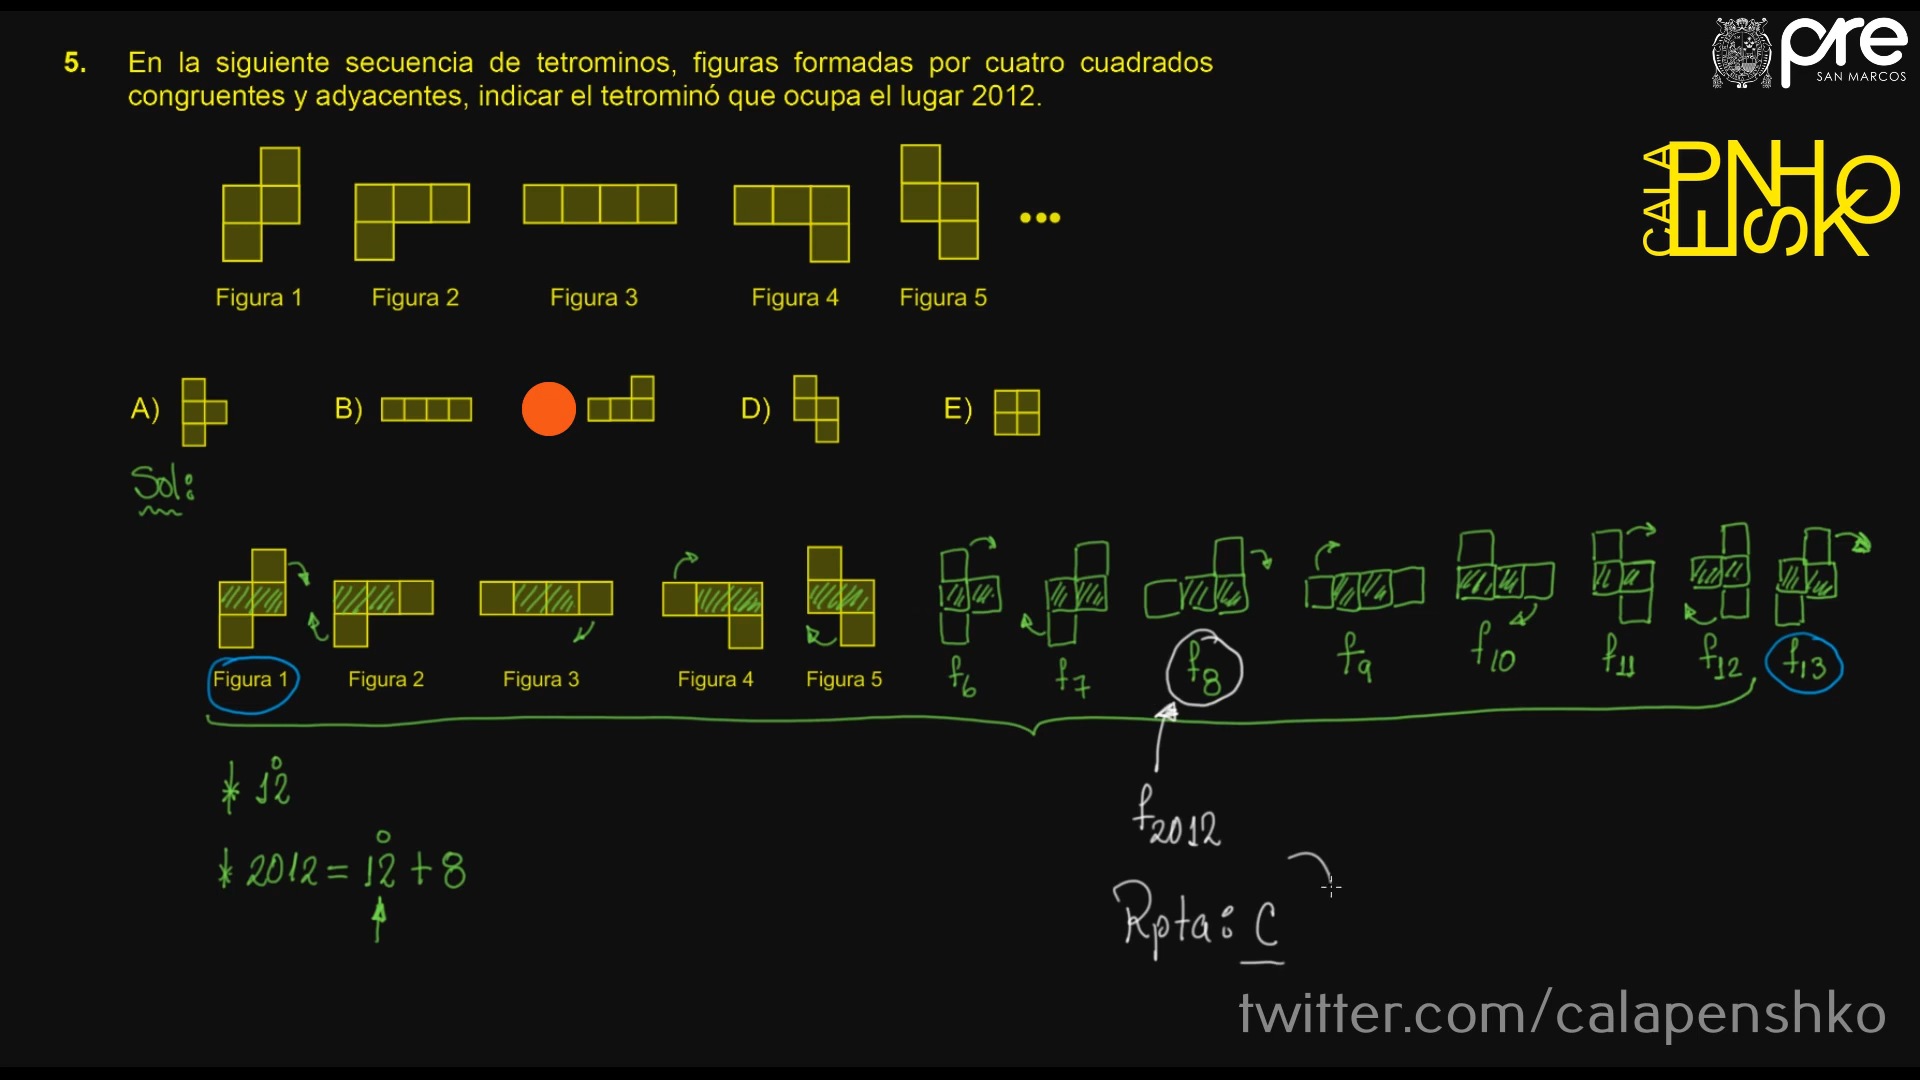 pre
SAN MARCOS
CALA
PENSHKO
5. En la siguiente secuencia de tetrominos, figuras formadas por cuatro cuadrados
congruentes y adyacentes, indicar el tetrominó que ocupa el lugar 2012.
Figura 1 Figura 2 Figura 3 Figura 4 Figura 5
A) B) D) E)
Sol:
Figura 1 Figura 2 Figura 3 Figura 4 Figura 5 f6 f7 f8 f9 f10 f11 f12 f13
* 12°
f2012
* 2012 = 12° + 8
Rpta: C
twitter.com/calapenshko